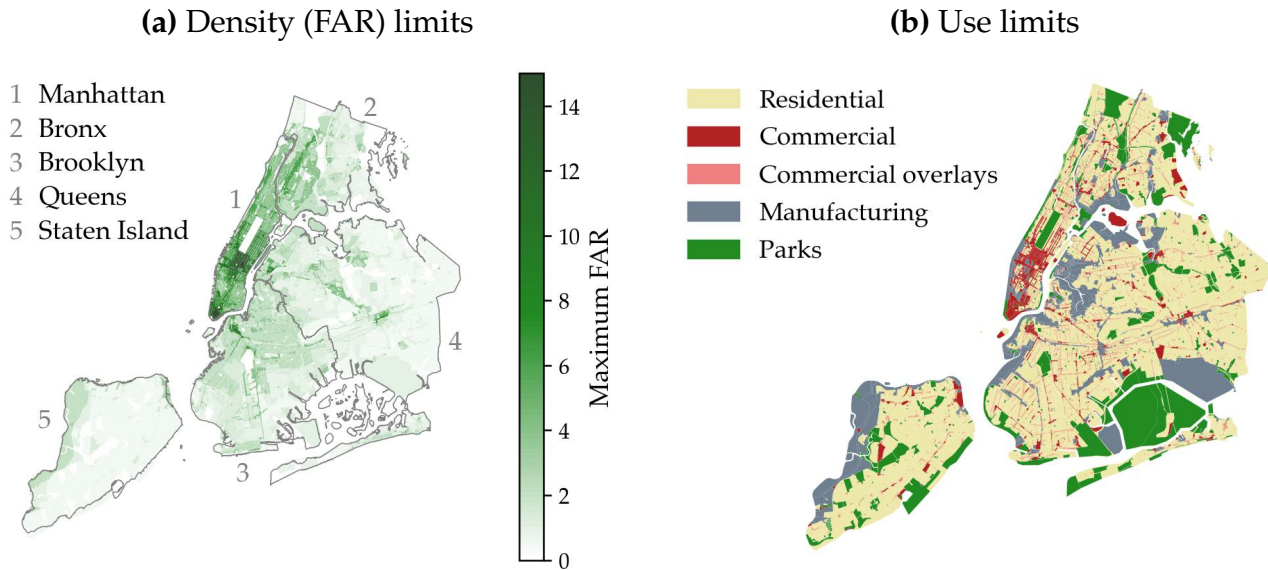 (a) Density (FAR) limits
1 Manhattan
2 Bronx
3 Brooklyn
4 Queens
5 Staten Island
2
1
4
5
3
14
12
10
8
6
4
2
0
Maximum FAR
(b) Use limits
Residential
Commercial
Commercial overlays
Manufacturing
Parks